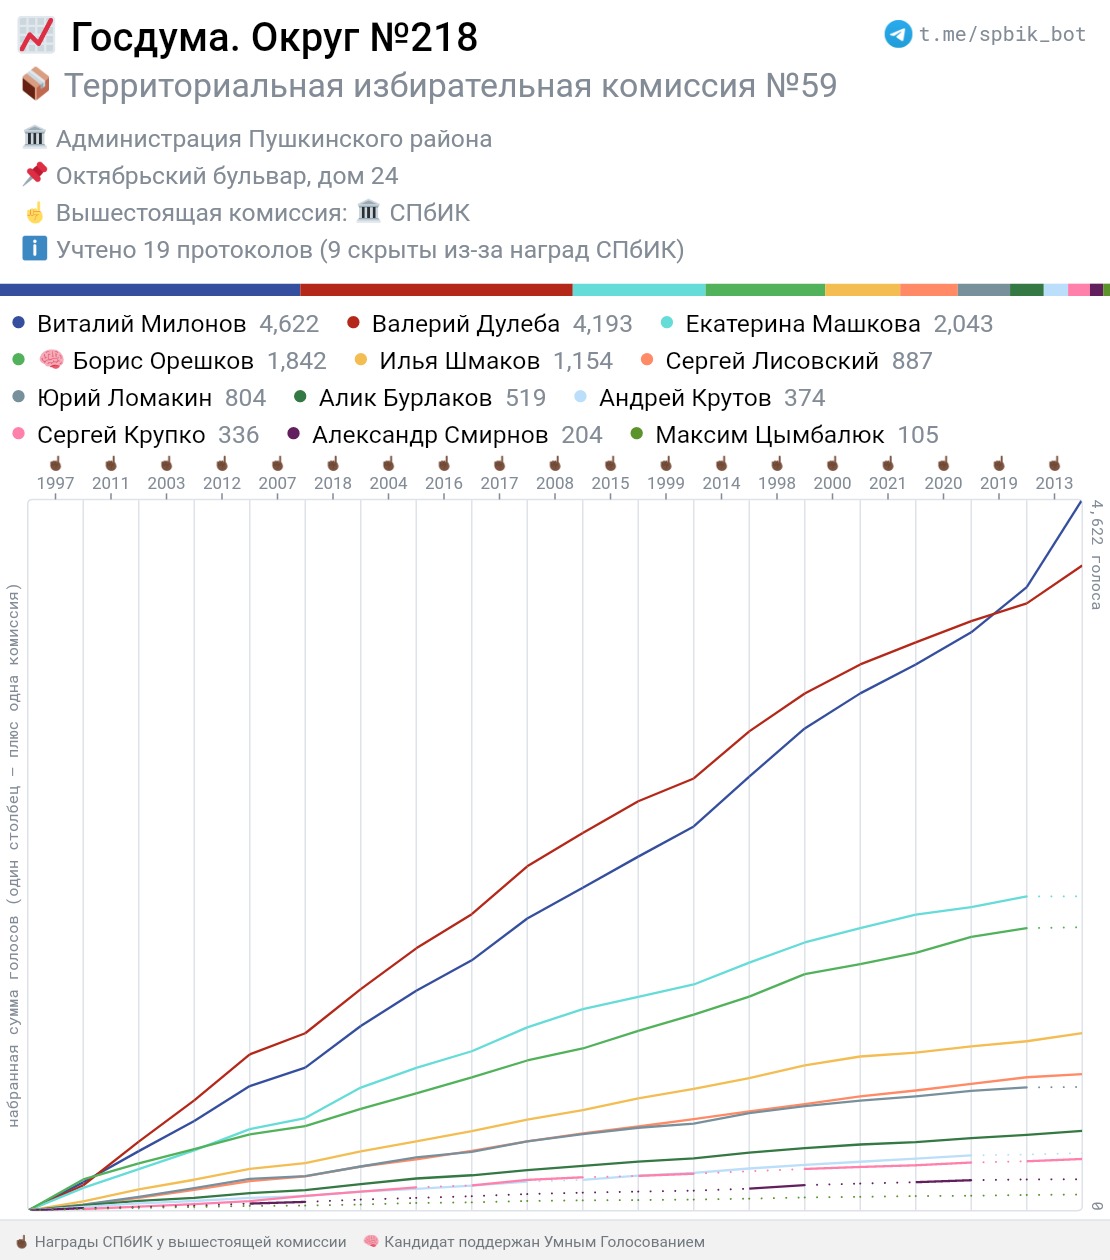 Госдума. Округ №218
t.me/spbik_bot
Территориальная избирательная комиссия №59
Администрация Пушкинского района
Октябрьский бульвар, дом 24
Вышестоящая комиссия: СПбИК
Учтено 19 протоколов (9 скрыты из-за наград СПбИК)
Виталий Милонов 4,622 Валерий Дулеба 4,193 Екатерина Машкова 2,043
Борис Орешков 1,842 Илья Шмаков 1,154 Сергей Лисовский 887
Юрий Ломакин 804 Алик Бурлаков 519 Андрей Крутов 374
Сергей Крупко 336 Александр Смирнов 204 Максим Цымбалюк 105
1997 2011 2003 2012 2007 2018 2004 2016 2017 2008 2015 1999 2014 1998 2000 2021 2020 2019 2013
4,622 голоса
набранная сумма голосов (один столбец – плюс одна комиссия)
0
Награды СПбИК у вышестоящей комиссии Кандидат поддержан Умным Голосованием